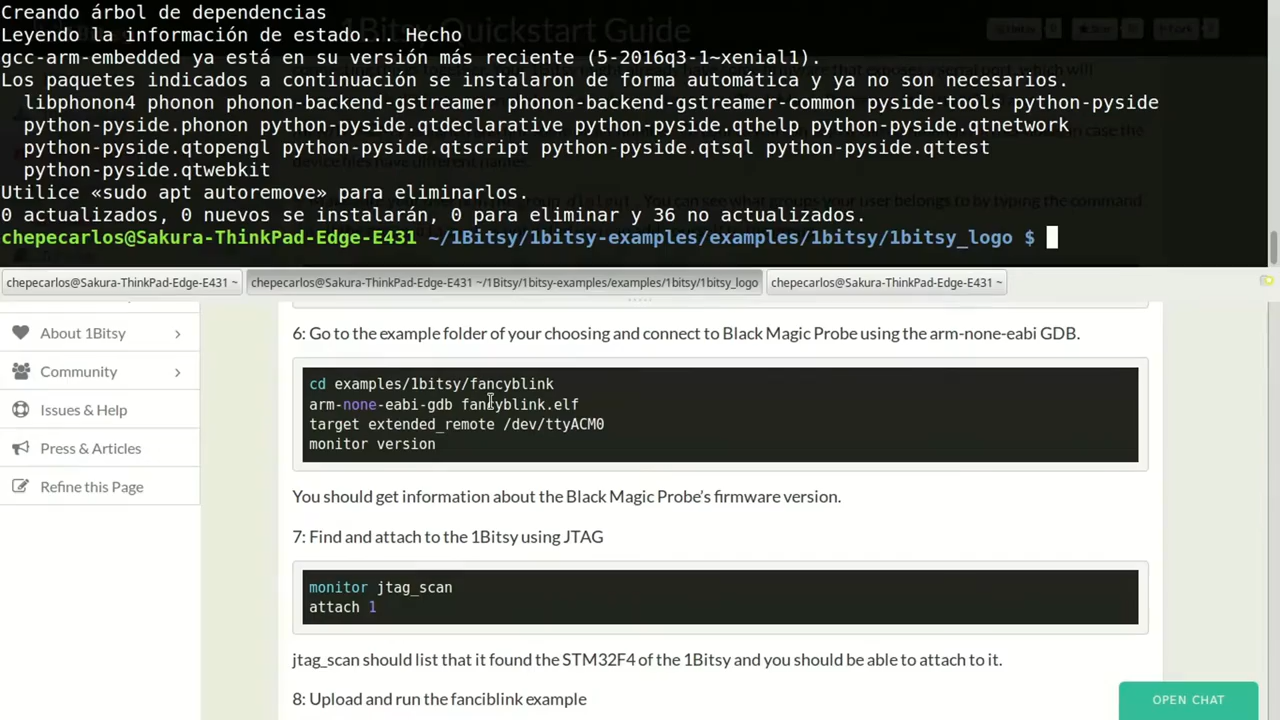 Creando árbol de dependencias
Leyendo la información de estado... Hecho
gcc-arm-embedded ya está en su versión más reciente (5-2016q3-1~xenial1).
Los paquetes indicados a continuación se instalaron de forma automática y ya no son necesarios.
libphonon4 phonon phonon-backend-gstreamer phonon-backend-gstreamer-common pyside-tools python-pyside
python-pyside.phonon python-pyside.qtdeclarative python-pyside.qthelp python-pyside.qtnetwork
python-pyside.qtopengl python-pyside.qtscript python-pyside.qtsql python-pyside.qttest
python-pyside.qtwebkit
Utilice «sudo apt autoremove» para eliminarlos.
0 actualizados, 0 nuevos se instalarán, 0 para eliminar y 36 no actualizados.
chepecarlos@Sakura-ThinkPad-Edge-E431 ~/1Bitsy/1bitsy-examples/examples/1bitsy/1bitsy_logo $
1Bitsy Quickstart Guide
chepecarlos@Sakura-ThinkPad-Edge-E431 ~
chepecarlos@Sakura-ThinkPad-Edge-E431 ~/1Bitsy/1bitsy-examples/examples/1bitsy/1bitsy_logo
chepecarlos@Sakura-ThinkPad-Edge-E431 ~
About 1Bitsy
Community
Issues & Help
Press & Articles
Refine this Page
6: Go to the example folder of your choosing and connect to Black Magic Probe using the arm-none-eabi GDB.
cd examples/1bitsy/fancyblink
arm-none-eabi-gdb fancyblink.elf
target extended_remote /dev/ttyACM0
monitor version
You should get information about the Black Magic Probe's firmware version.
7: Find and attach to the 1Bitsy using JTAG
monitor jtag_scan
attach 1
jtag_scan should list that it found the STM32F4 of the 1Bitsy and you should be able to attach to it.
8: Upload and run the fanciblink example
OPEN CHAT